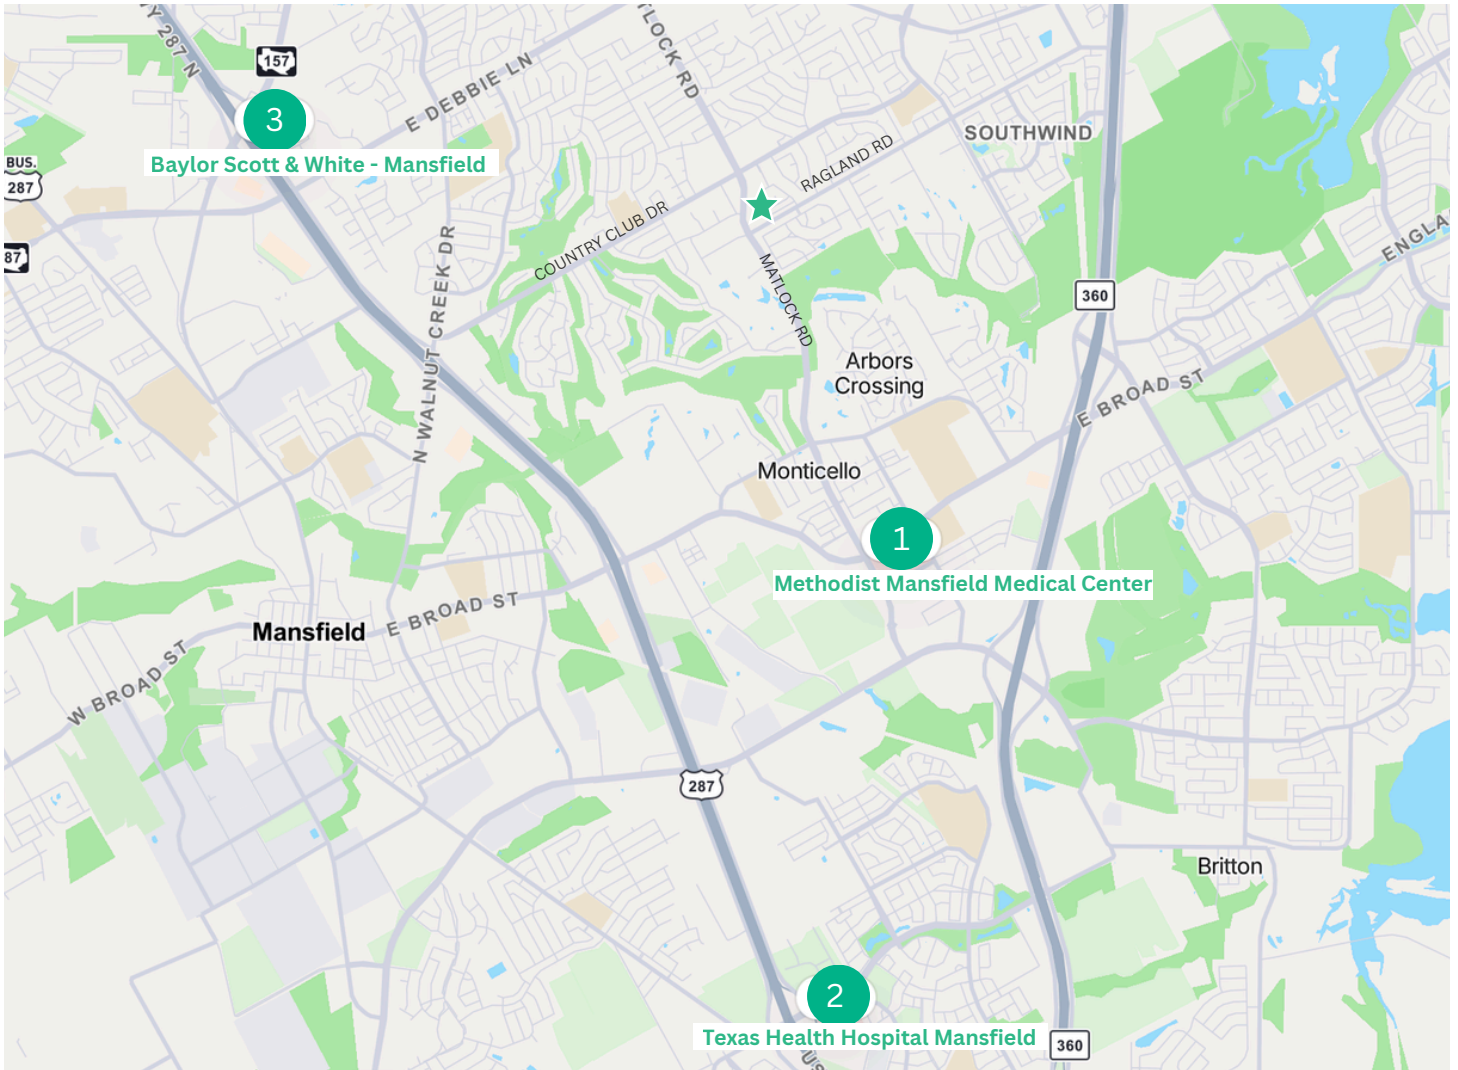 Y 287 N
157
TLOCK RD
E DEBBIE LN
3
Baylor Scott & White - Mansfield
SOUTHWIND
RAGLAND RD
BUS.
287
COUNTRY CLUB DR
ENGLA
87
N WALNUT CREEK DR
MATLOCK RD
360
Arbors
Crossing
E BROAD ST
Monticello
1
Methodist Mansfield Medical Center
E BROAD ST
Mansfield
W BROAD ST
287
Britton
2
Texas Health Hospital Mansfield
360
US